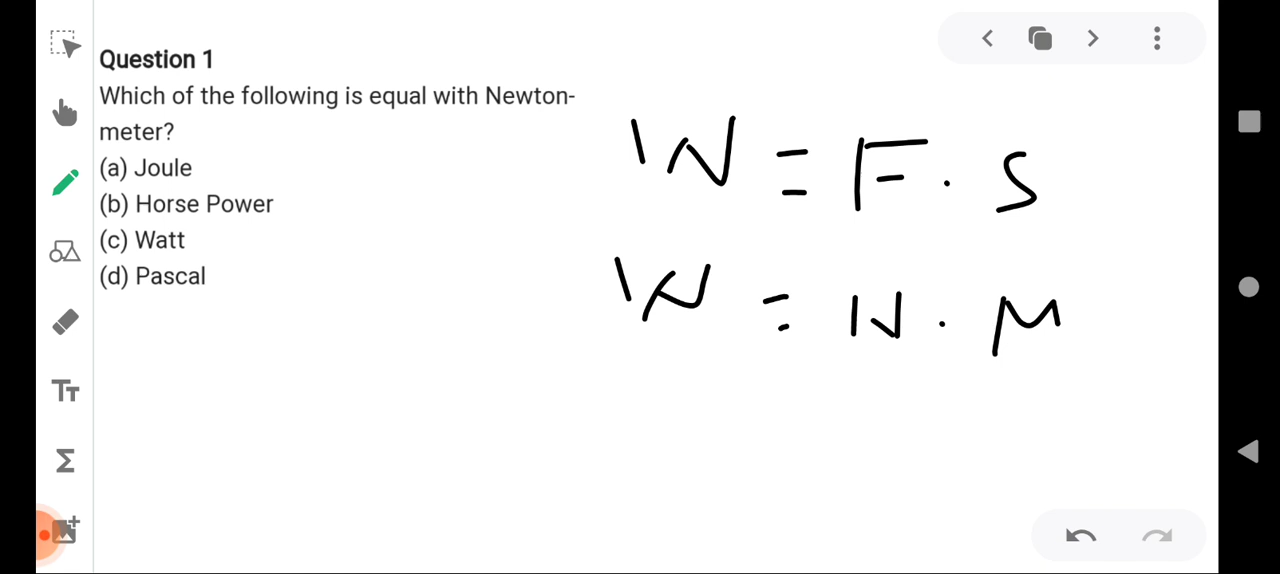 Question 1
Which of the following is equal with Newton-
meter?
(a) Joule
(b) Horse Power
(c) Watt
(d) Pascal
W = F . S
W = N . M